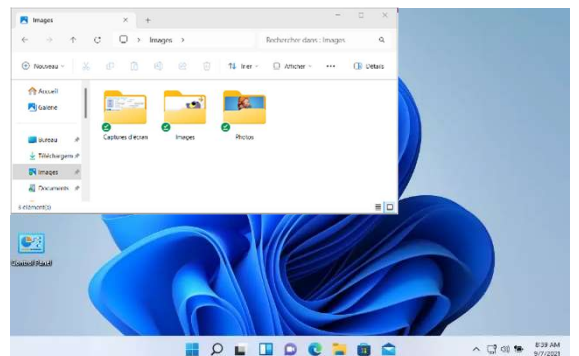 Images
Images
Rechercher dans : Images
Nouveau
Trier
Afficher
Détails
Accueil
Galerie
Bureau
Images
Documents
Captures d'écran
Images
Photos
élément(s)
Control Panel
8:39 AM
9/7/2021